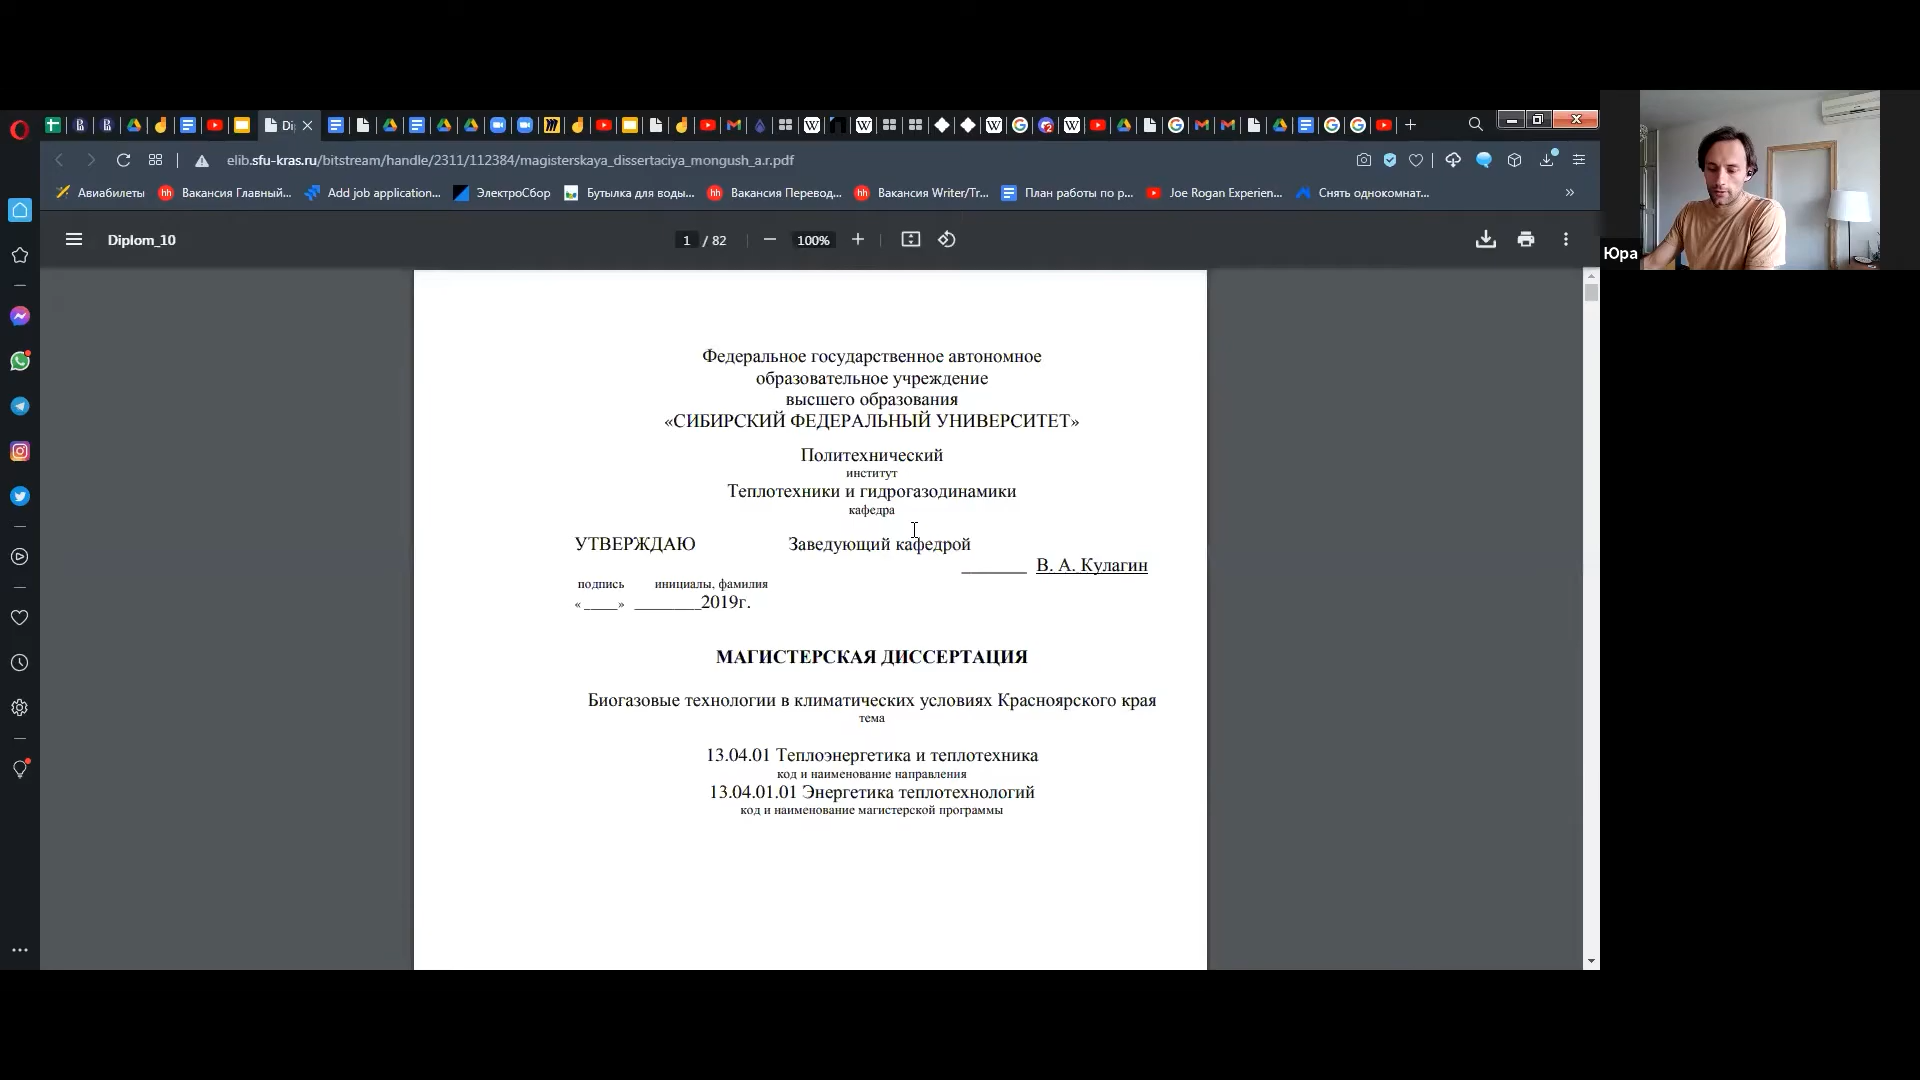 Di
elib.sfu-kras.ru/bitstream/handle/2311/112384/magisterskaya_dissertaciya_mongush_a.r.pdf
Авиабилеты
Вакансия Главный...
Add job application...
ЭлектроСбор
Бутылка для воды...
Вакансия Перевод...
Вакансия Writer/Tr...
План работы по р...
Joe Rogan Experien...
Снять однокомнат...
Diplom_10
1 / 82
100%
Юра
Федеральное государственное автономное
образовательное учреждение
высшего образования
«СИБИРСКИЙ ФЕДЕРАЛЬНЫЙ УНИВЕРСИТЕТ»
Политехнический
институт
Теплотехники и гидрогазодинамики
кафедра
УТВЕРЖДАЮ Заведующий кафедрой
_______ В. А. Кулагин
подпись инициалы, фамилия
« _____» ________2019г.
МАГИСТЕРСКАЯ ДИССЕРТАЦИЯ
Биогазовые технологии в климатических условиях Красноярского края
тема
13.04.01 Теплоэнергетика и теплотехника
код и наименование направления
13.04.01.01 Энергетика теплотехнологий
код и наименование магистерской программы